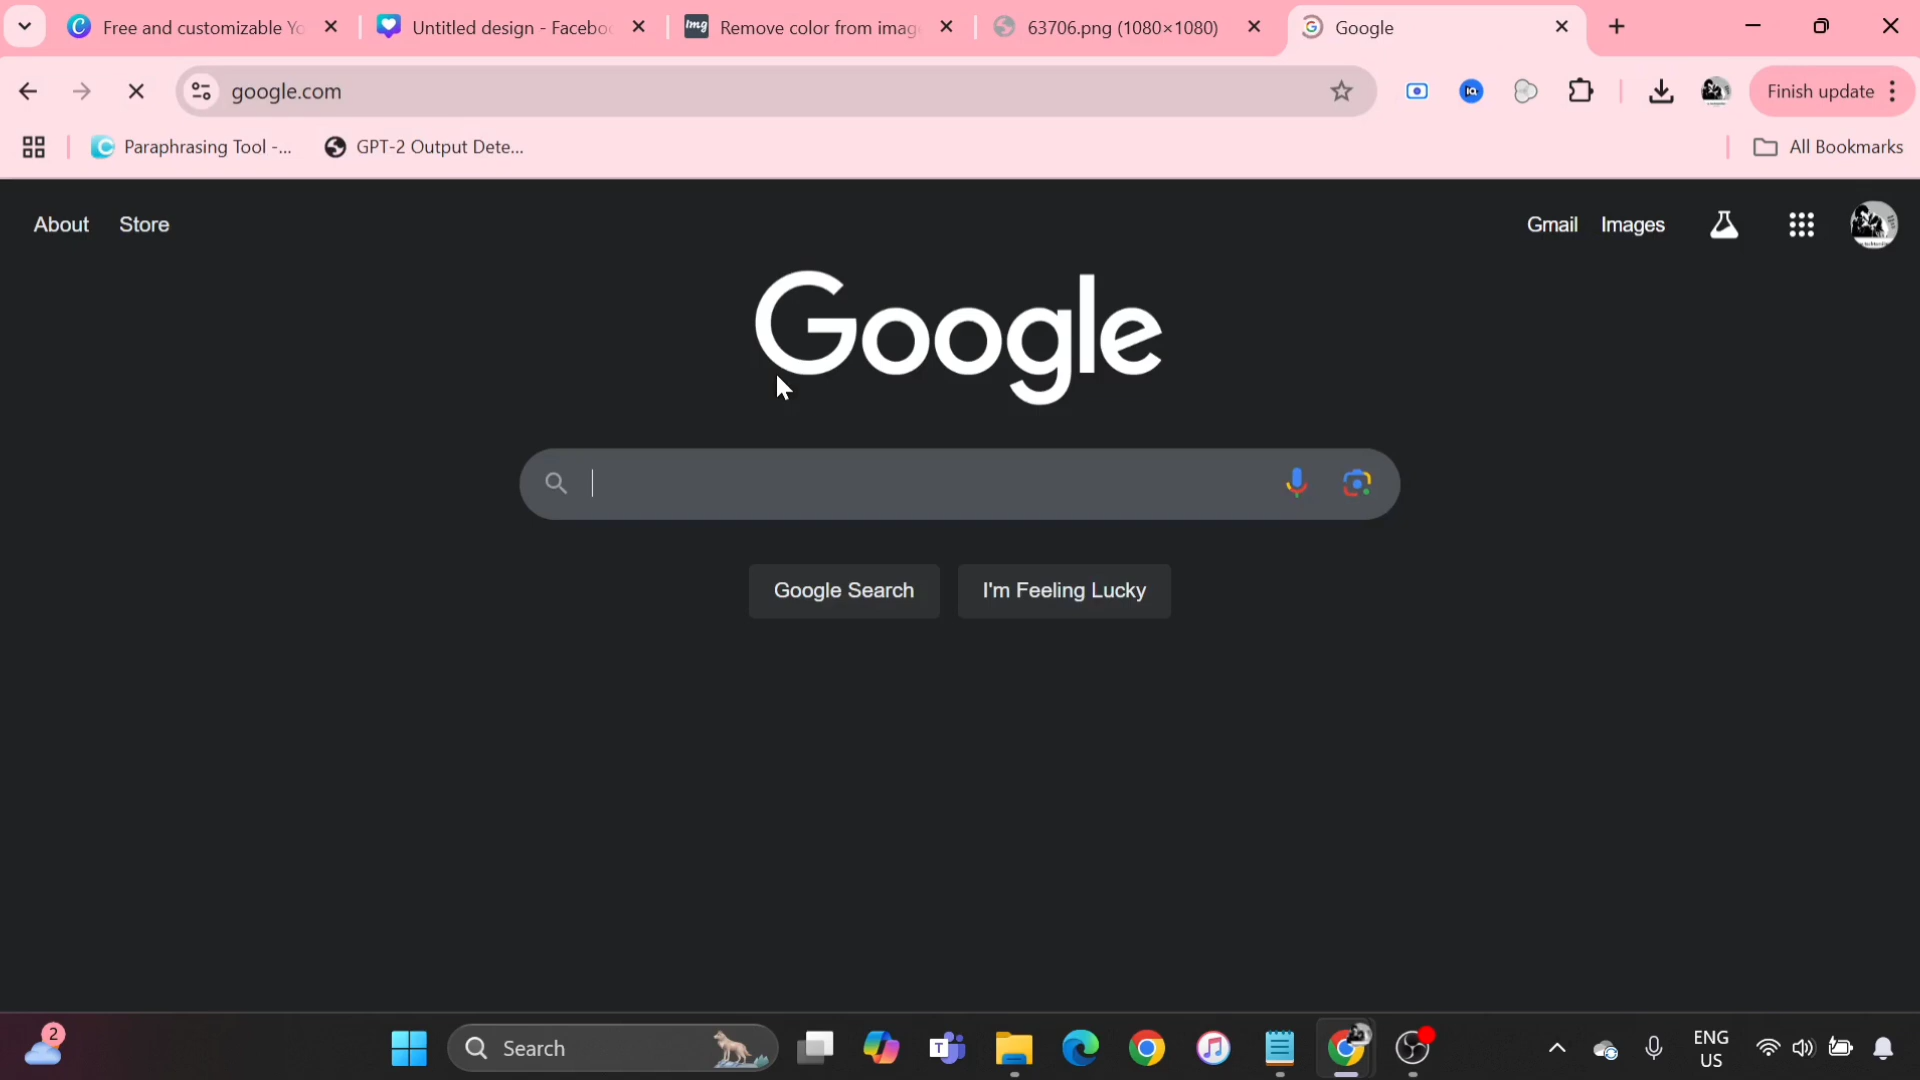 Free and customizable Yo
Untitled design - Faceboo
Remove color from imag
63706.png (1080×1080)
Google
google.com
Finish update
Paraphrasing Tool -...
GPT-2 Output Dete...
All Bookmarks
About
Store
Gmail
Images
Google
Google Search
I'm Feeling Lucky
2
Search
ENG
US